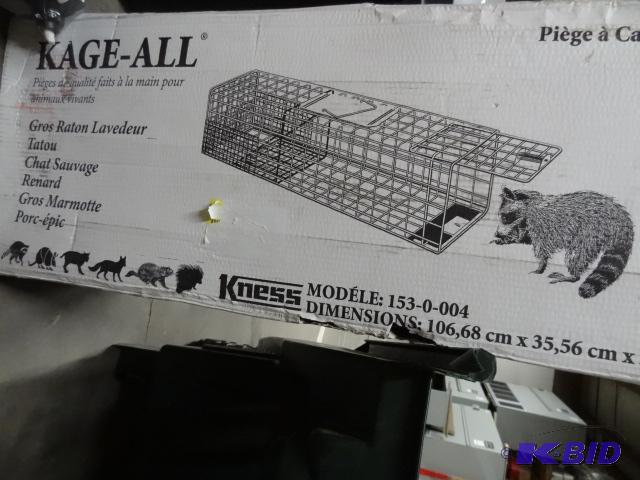 KAGE-ALL®
Piège à Ca
Pièges de qualité faits à la main pour
animaux vivants
Gros Raton Lavedeur
Tatou
Chat Sauvage
Renard
Gros Marmotte
Porc-épic
Kness
MODÉLE: 153-0-004
DIMENSIONS: 106,68 cm x 35,56 cm x
K-BID